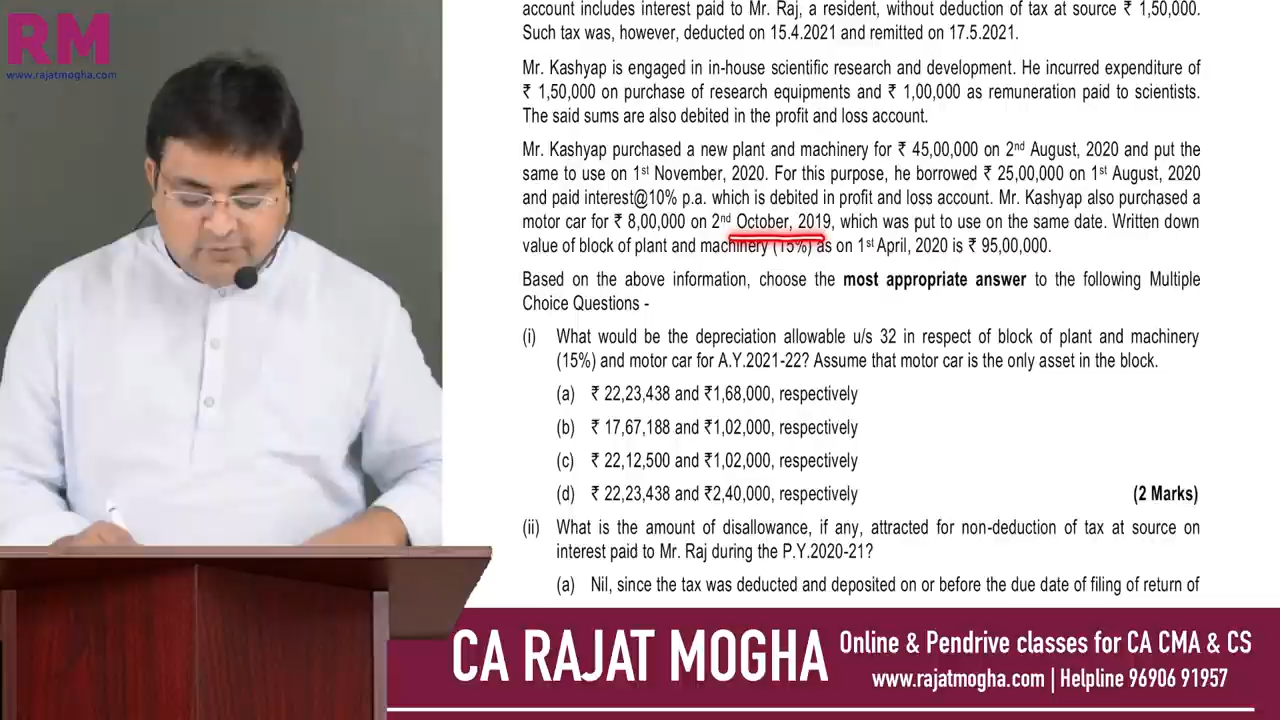 RM
www.rajatmogha.com
account includes interest paid to Mr. Raj, a resident, without deduction of tax at source ₹ 1,50,000.
Such tax was, however, deducted on 15.4.2021 and remitted on 17.5.2021.
Mr. Kashyap is engaged in in-house scientific research and development. He incurred expenditure of
₹ 1,50,000 on purchase of research equipments and ₹ 1,00,000 as remuneration paid to scientists.
The said sums are also debited in the profit and loss account.
Mr. Kashyap purchased a new plant and machinery for ₹ 45,00,000 on 2nd August, 2020 and put the
same to use on 1st November, 2020. For this purpose, he borrowed ₹ 25,00,000 on 1st August, 2020
and paid interest@10% p.a. which is debited in profit and loss account. Mr. Kashyap also purchased a
motor car for ₹ 8,00,000 on 2nd October, 2019, which was put to use on the same date. Written down
value of block of plant and machinery (15%) as on 1st April, 2020 is ₹ 95,00,000.
Based on the above information, choose the most appropriate answer to the following Multiple
Choice Questions -
(i) What would be the depreciation allowable u/s 32 in respect of block of plant and machinery
(15%) and motor car for A.Y.2021-22? Assume that motor car is the only asset in the block.
(a) ₹ 22,23,438 and ₹1,68,000, respectively
(b) ₹ 17,67,188 and ₹1,02,000, respectively
(c) ₹ 22,12,500 and ₹1,02,000, respectively
(d) ₹ 22,23,438 and ₹2,40,000, respectively (2 Marks)
(ii) What is the amount of disallowance, if any, attracted for non-deduction of tax at source on
interest paid to Mr. Raj during the P.Y.2020-21?
(a) Nil, since the tax was deducted and deposited on or before the due date of filing of return of
CA RAJAT MOGHA
Online & Pendrive classes for CA CMA & CS
www.rajatmogha.com | Helpline 96906 91957